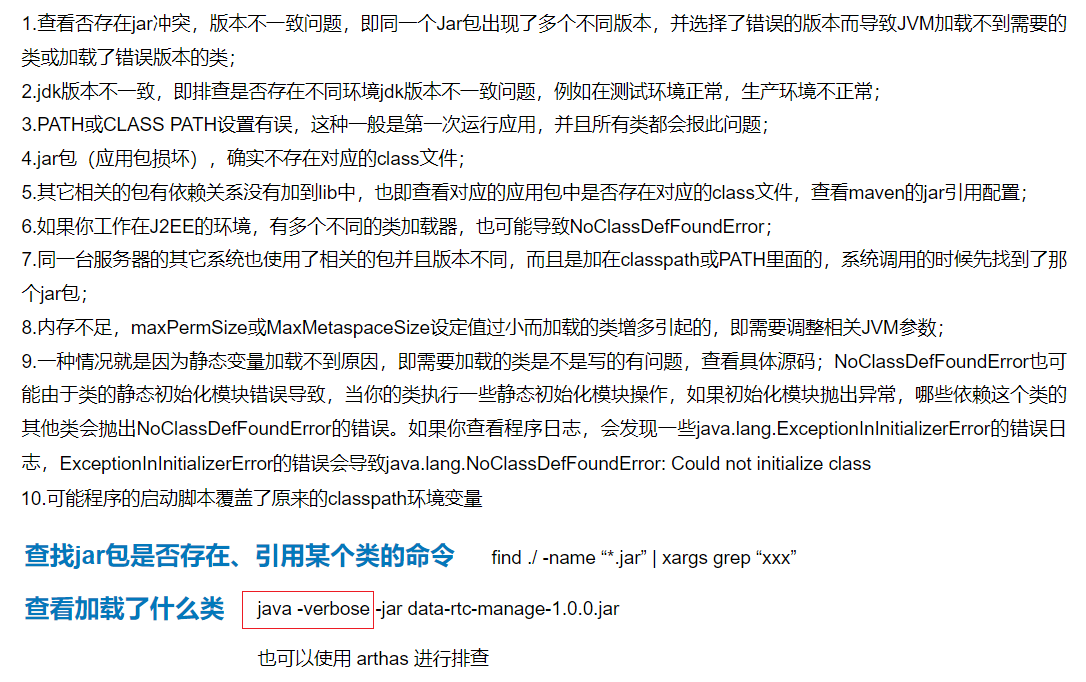 1.查看否存在jar冲突，版本不一致问题，即同一个Jar包出现了多个不同版本，并选择了错误的版本而导致JVM加载不到需要的
类或加载了错误版本的类；
2.jdk版本不一致，即排查是否存在不同环境jdk版本不一致问题，例如在测试环境正常，生产环境不正常；
3.PATH或CLASS PATH设置有误，这种一般是第一次运行应用，并且所有类都会报此问题；
4.jar包（应用包损坏），确实不存在对应的class文件；
5.其它相关的包有依赖关系没有加到lib中，也即查看对应的应用包中是否存在对应的class文件，查看maven的jar引用配置；
6.如果你工作在J2EE的环境，有多个不同的类加载器，也可能导致NoClassDefFoundError；
7.同一台服务器的其它系统也使用了相关的包并且版本不同，而且是加在classpath或PATH里面的，系统调用的时候先找到了那
个jar包；
8.内存不足，maxPermSize或MaxMetaspaceSize设定值过小而加载的类增多引起的，即需要调整相关JVM参数；
9.一种情况就是因为静态变量加载不到原因，即需要加载的类是不是写的有问题，查看具体源码；NoClassDefFoundError也可
能由于类的静态初始化模块错误导致，当你的类执行一些静态初始化模块操作，如果初始化模块抛出异常，哪些依赖这个类的
其他类会抛出NoClassDefFoundError的错误。如果你查看程序日志，会发现一些java.lang.ExceptionInInitializerError的错误日
志，ExceptionInInitializerError的错误会导致java.lang.NoClassDefFoundError: Could not initialize class
10.可能程序的启动脚本覆盖了原来的classpath环境变量
查找jar包是否存在、引用某个类的命令 find ./ -name “*.jar” | xargs grep “xxx”
查看加载了什么类 java -verbose -jar data-rtc-manage-1.0.0.jar
也可以使用 arthas 进行排查